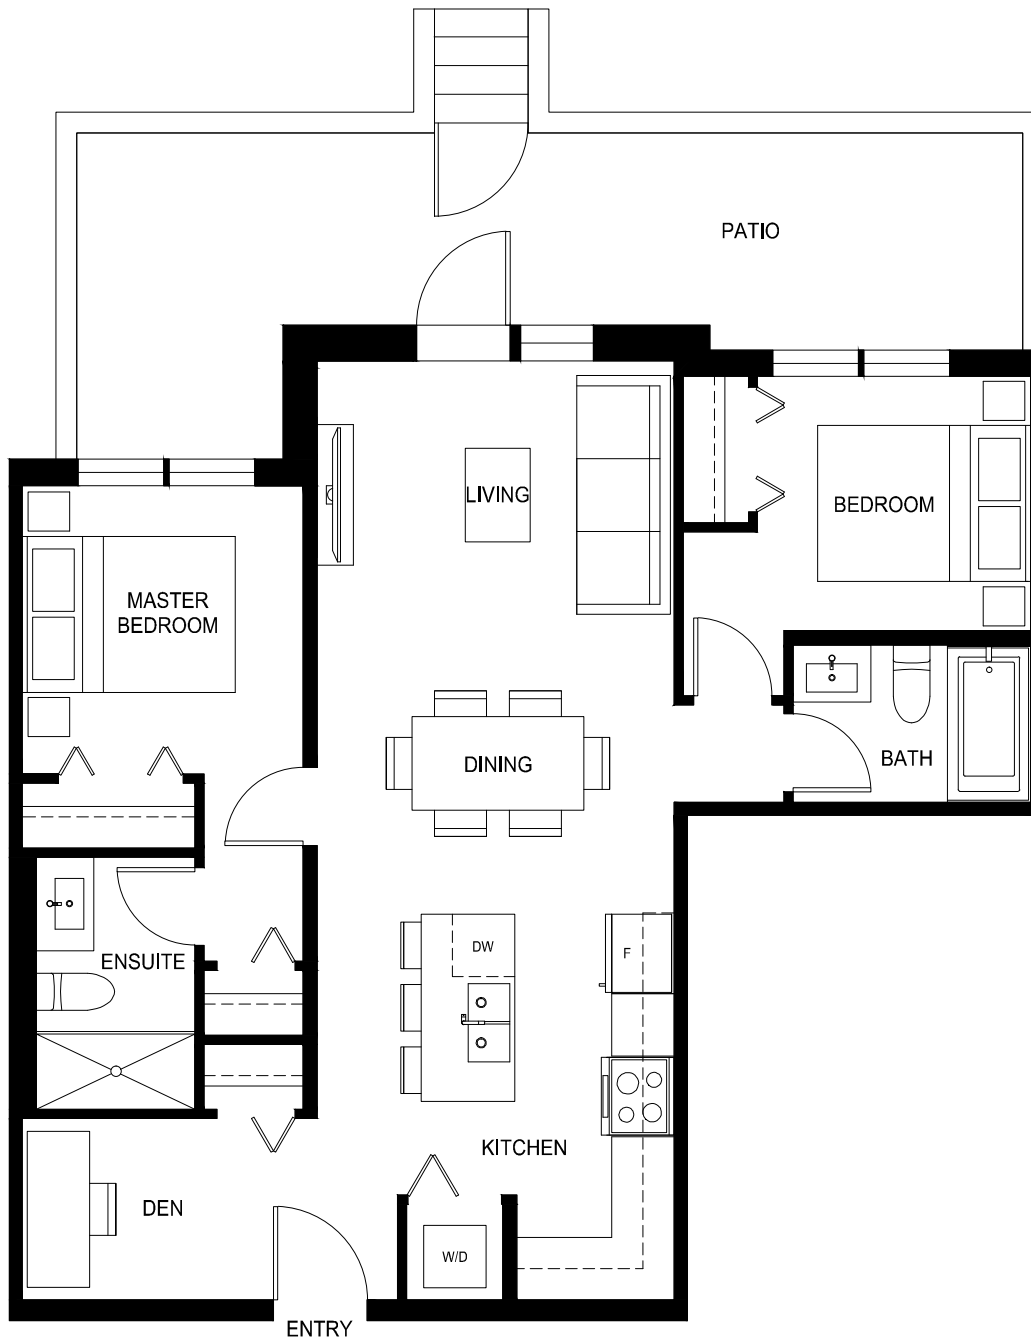 PATIO
LIVING
BEDROOM
MASTER
BEDROOM
DINING
BATH
DW
F
ENSUITE
KITCHEN
DEN
W/D
ENTRY